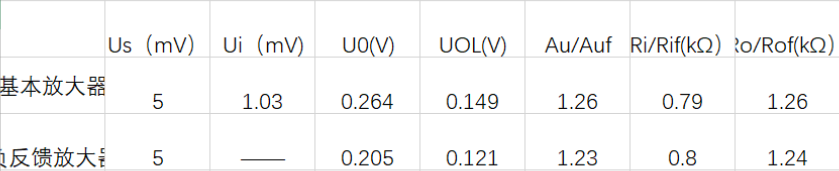 Us（mV） Ui（mV） U0(V) UOL(V) Au/Auf Ri/Rif(kΩ) Ro/Rof(kΩ)
基本放大器 5 1.03 0.264 0.149 1.26 0.79 1.26
负反馈放大器 5 —— 0.205 0.121 1.23 0.8 1.24